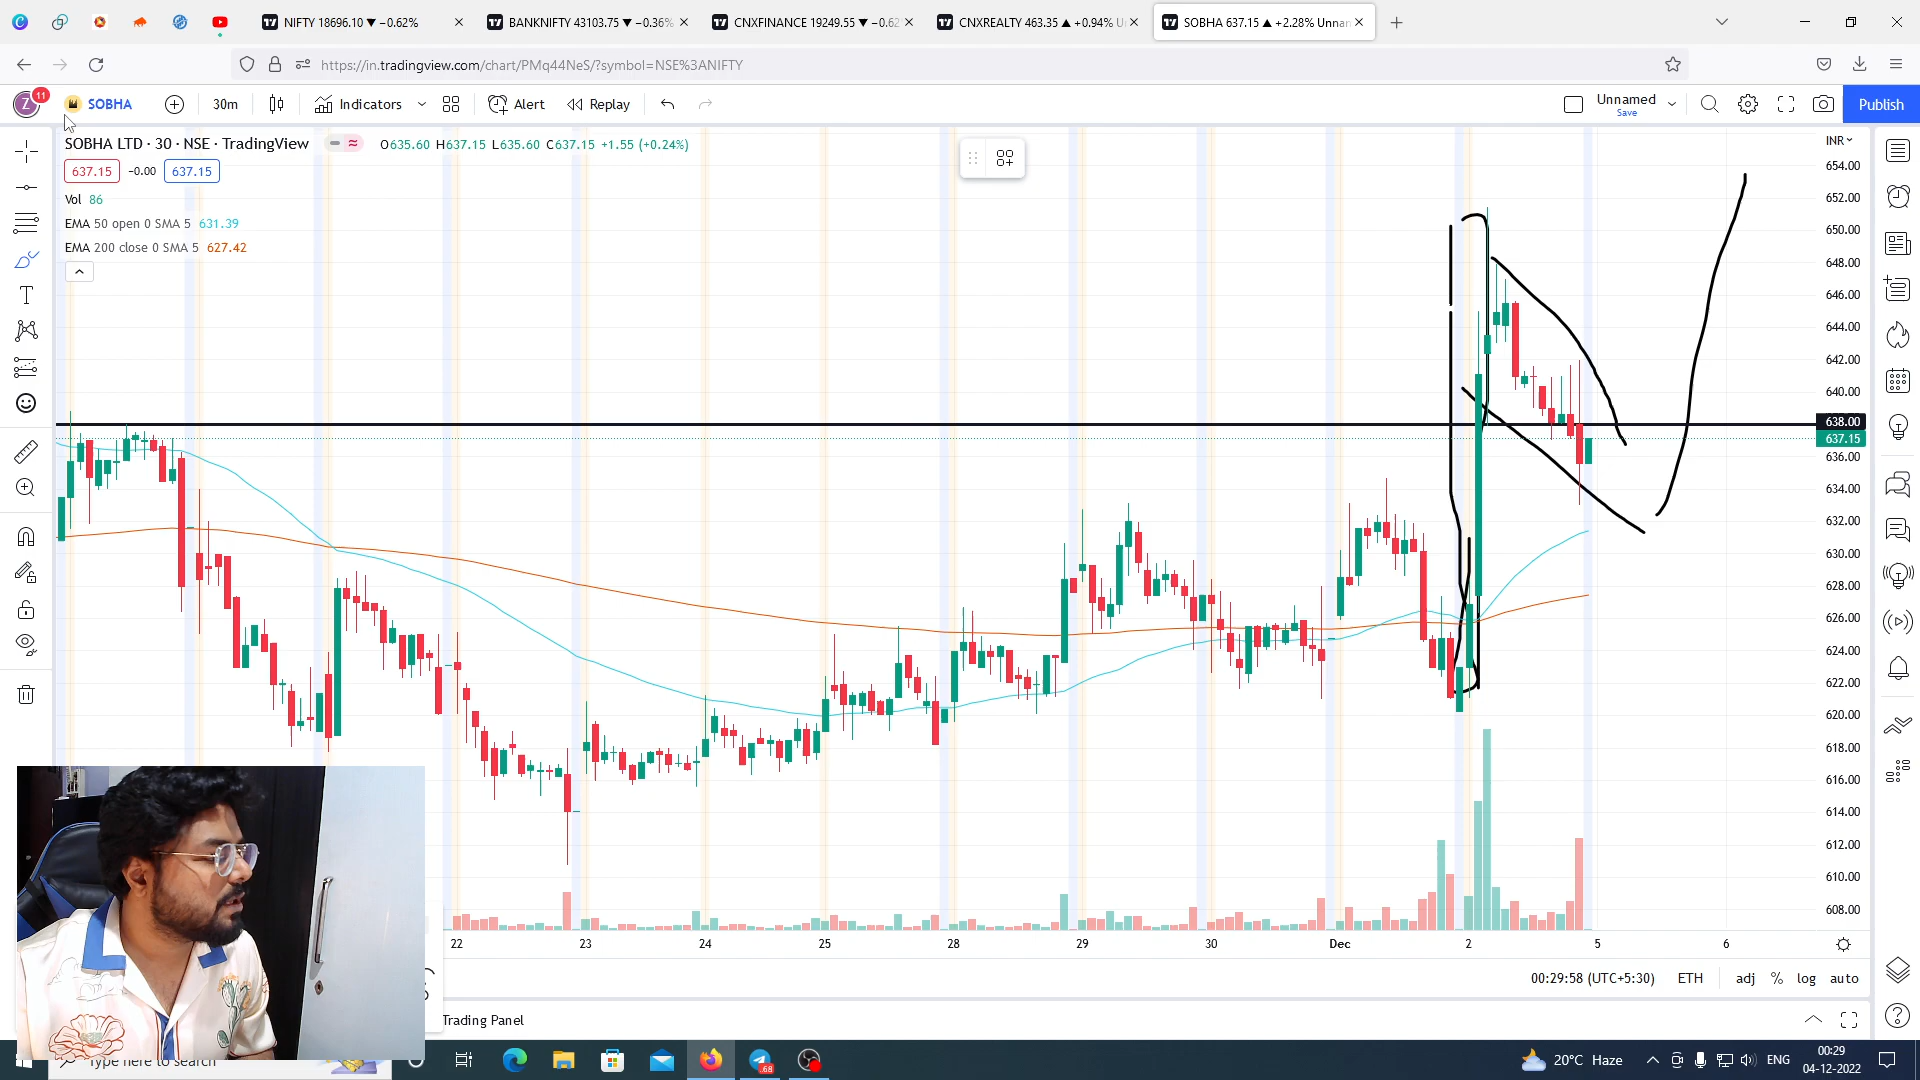 NIFTY 18696.10 ▼ −0.62%
BANKNIFTY 43103.75 ▼ −0.36%
CNXFINANCE 19249.55 ▼ −0.62
CNXREALTY 463.35 ▲ +0.94%
SOBHA 637.15 ▲ +2.28% Unnan
https://in.tradingview.com/chart/PMq44NeS/?symbol=NSE%3ANIFTY
Z
11
SOBHA
30m
Indicators
Alert
Replay
Unnamed
Save
Publish
SOBHA LTD · 30 · NSE · TradingView
O635.60 H637.15 L635.60 C637.15 +1.55 (+0.24%)
637.15 −0.00 637.15
Vol 86
EMA 50 open 0 SMA 5 631.39
EMA 200 close 0 SMA 5 627.42
INR
654.00
652.00
650.00
648.00
646.00
644.00
642.00
640.00
638.00
637.15
636.00
634.00
632.00
630.00
628.00
626.00
624.00
622.00
620.00
618.00
616.00
614.00
612.00
610.00
608.00
22 23 24 25 28 29 30 Dec 2 5 6
00:29:58 (UTC+5:30) ETH adj % log auto
Trading Panel
Type here to search
.68
20°C Haze
ENG
00:29
04-12-2022